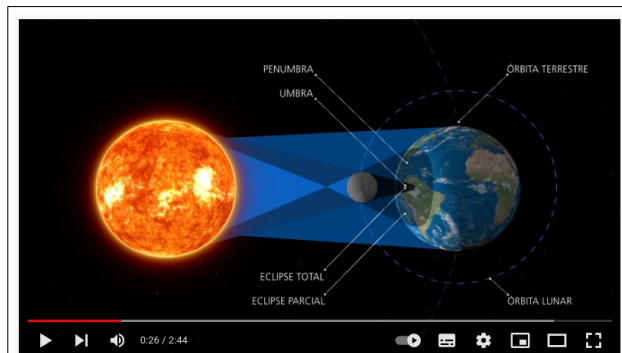 PENUMBRA
ÓRBITA TERRESTRE
UMBRA
ECLIPSE TOTAL
ECLIPSE PARCIAL
ÓRBITA LUNAR
0:26 / 2:44